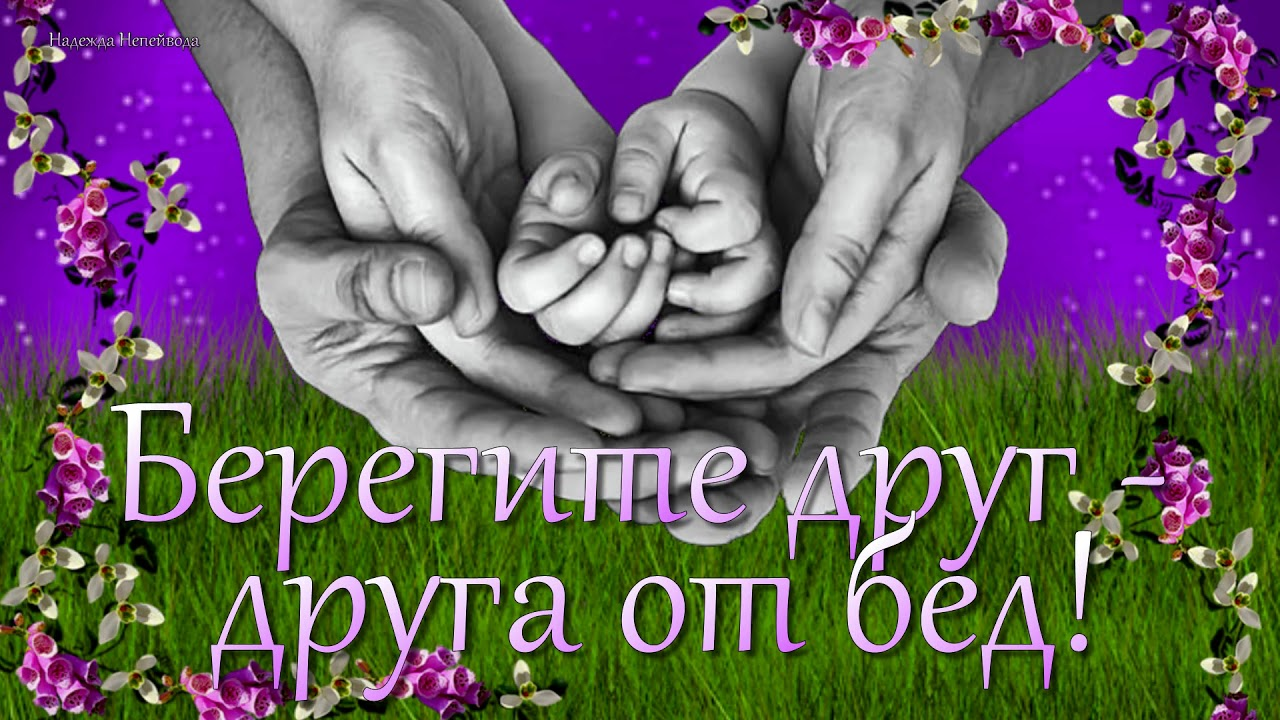 Надежда Непейвода
Берегите друг -
друга от бед!